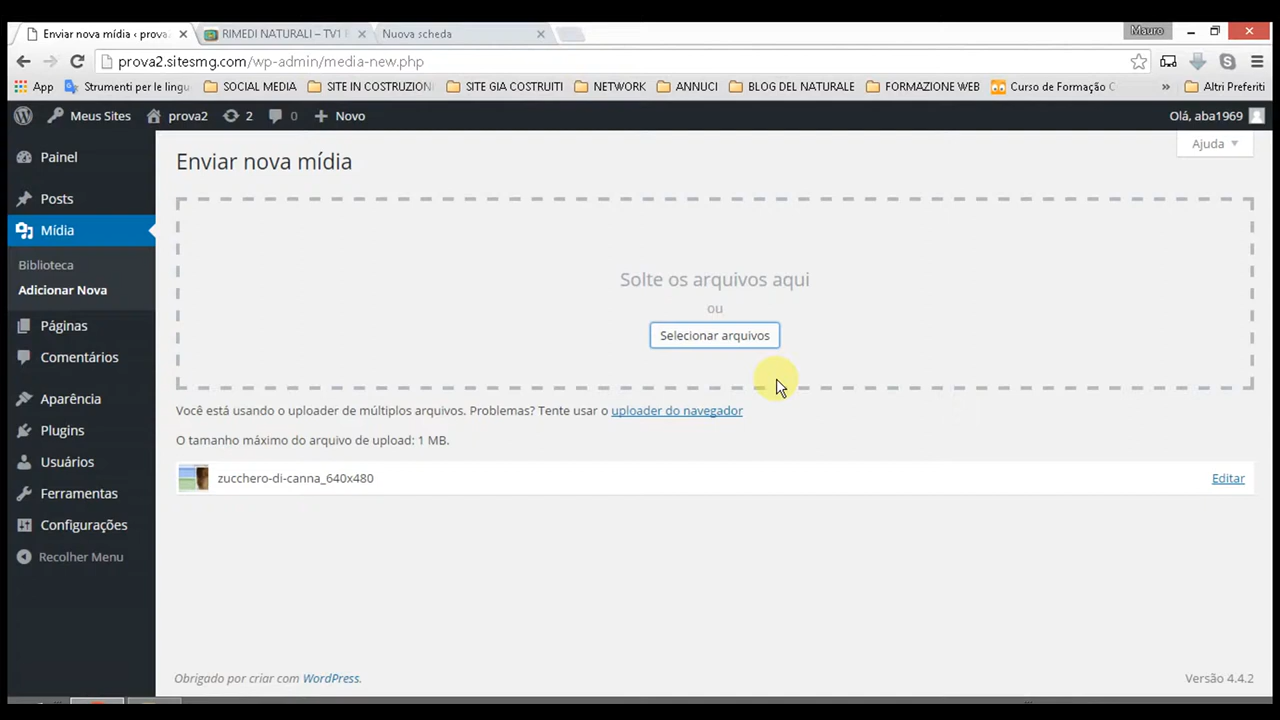 Enviar nova mídia ‹ prova
RIMEDI NATURALI – TV1
Nuova scheda
Mauro
prova2.sitesmg.com/wp-admin/media-new.php
App
Strumenti per le lingu
SOCIAL MEDIA
SITE IN COSTRUZION
SITE GIA COSTRUITI
NETWORK
ANNUCI
BLOG DEL NATURALE
FORMAZIONE WEB
Curso de Formação C
»
Altri Preferiti
Meus Sites
prova2
2
0
Novo
Olá, aba1969
Ajuda
Painel
Posts
Mídia
Biblioteca
Adicionar Nova
Páginas
Comentários
Aparência
Plugins
Usuários
Ferramentas
Configurações
Recolher Menu
Enviar nova mídia
Solte os arquivos aqui
ou
Selecionar arquivos
Você está usando o uploader de múltiplos arquivos. Problemas? Tente usar o uploader do navegador
O tamanho máximo do arquivo de upload: 1 MB.
zucchero-di-canna_640x480
Editar
Obrigado por criar com WordPress.
Versão 4.4.2